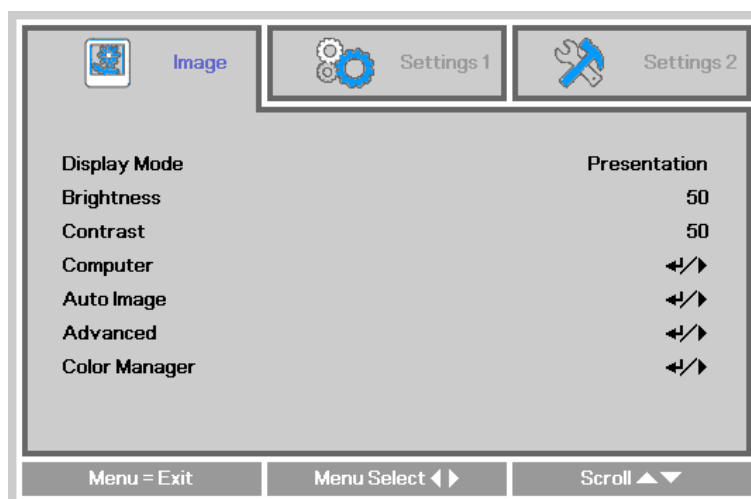 Image Settings 1 Settings 2
Display Mode Presentation
Brightness 50
Contrast 50
Computer ↵/▶
Auto Image ↵/▶
Advanced ↵/▶
Color Manager ↵/▶
Menu = Exit Menu Select ◀▶ Scroll ▲▼